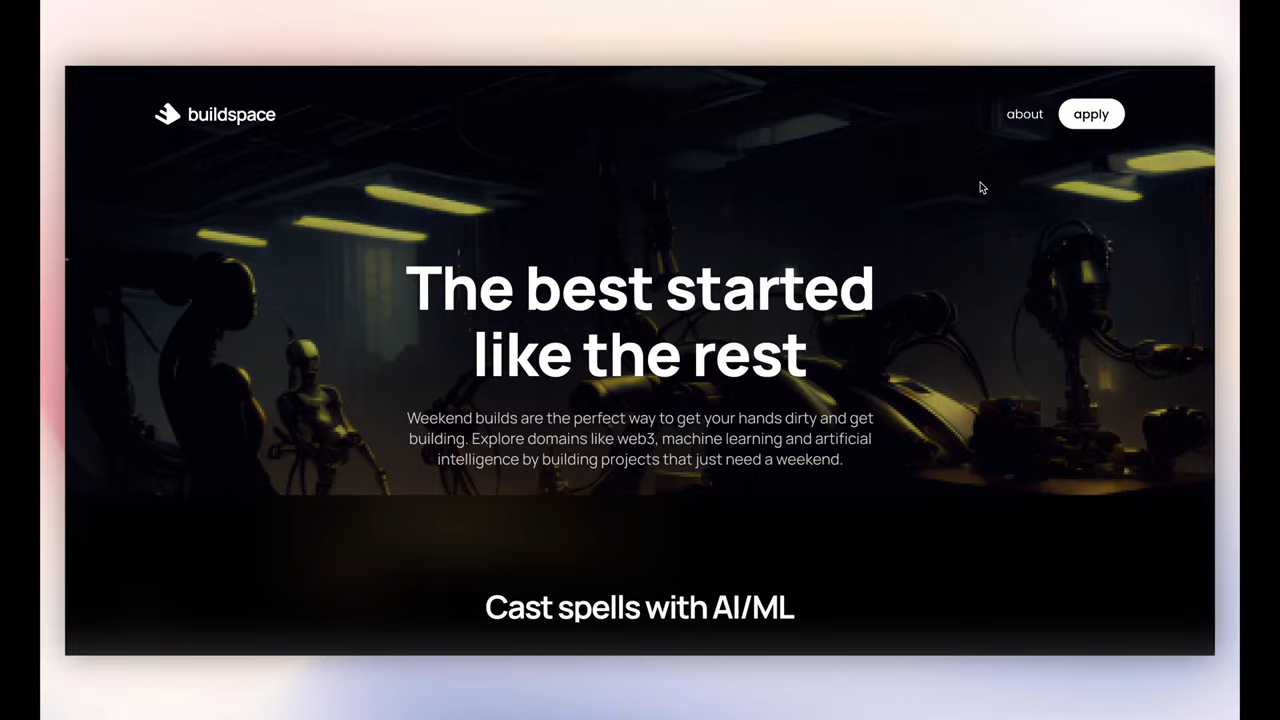 buildspace
about
apply
The best started
like the rest
Weekend builds are the perfect way to get your hands dirty and get
building. Explore domains like web3, machine learning and artificial
intelligence by building projects that just need a weekend.
Cast spells with AI/ML